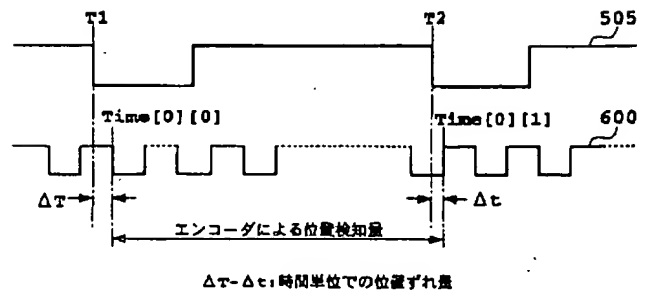 T1 T2 505
Time[0][0] Time[0][1] 600
ΔT Δt
エンコーダによる位置検知量
ΔT-Δt:時間単位での位置ずれ量